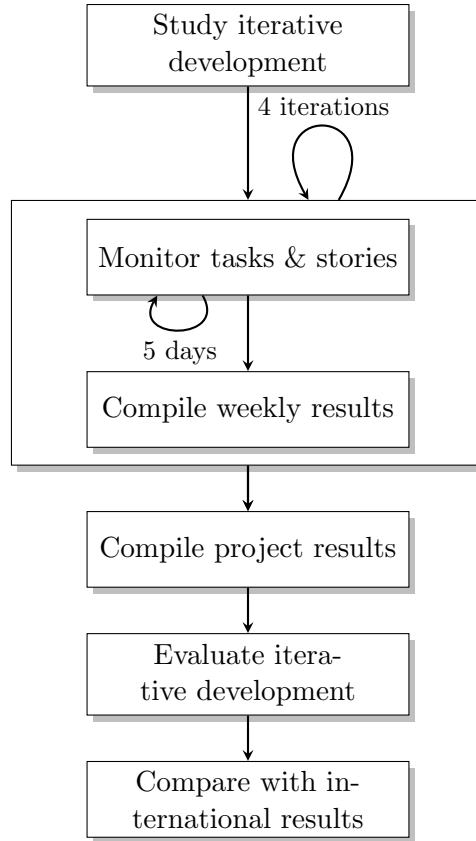 Study iterative
development
4 iterations
Monitor tasks & stories
5 days
Compile weekly results
Compile project results
Evaluate itera-
tive development
Compare with in-
ternational results